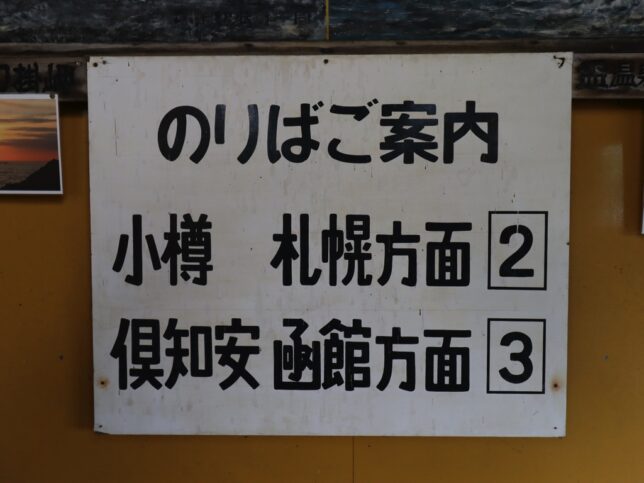 のりばご案内
小樽 札幌方面 2
倶知安 函館方面 3